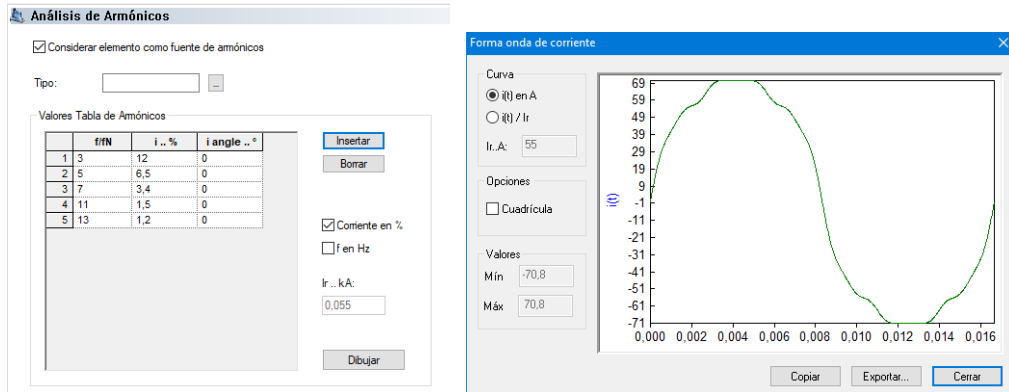 Análisis de Armónicos
Considerar elemento como fuente de armónicos
Tipo:
...
Valores Tabla de Armónicos
f/fN i .. % i angle .. °
1 3 12 0
2 5 6,5 0
3 7 3,4 0
4 11 1,5 0
5 13 1,2 0
Insertar
Borrar
Corriente en %
f en Hz
Ir .. kA:
0,055
Dibujar
Forma onda de corriente
Curva
i(t) en A
i(t) / Ir
Ir..A: 55
Opciones
Cuadrícula
Valores
Mín -70,8
Máx 70,8
i(t)
69
59
49
39
29
19
9
-1
-11
-21
-31
-41
-51
-61
-71
0,000 0,002 0,004 0,006 0,008 0,010 0,012 0,014 0,016
Copiar Exportar... Cerrar